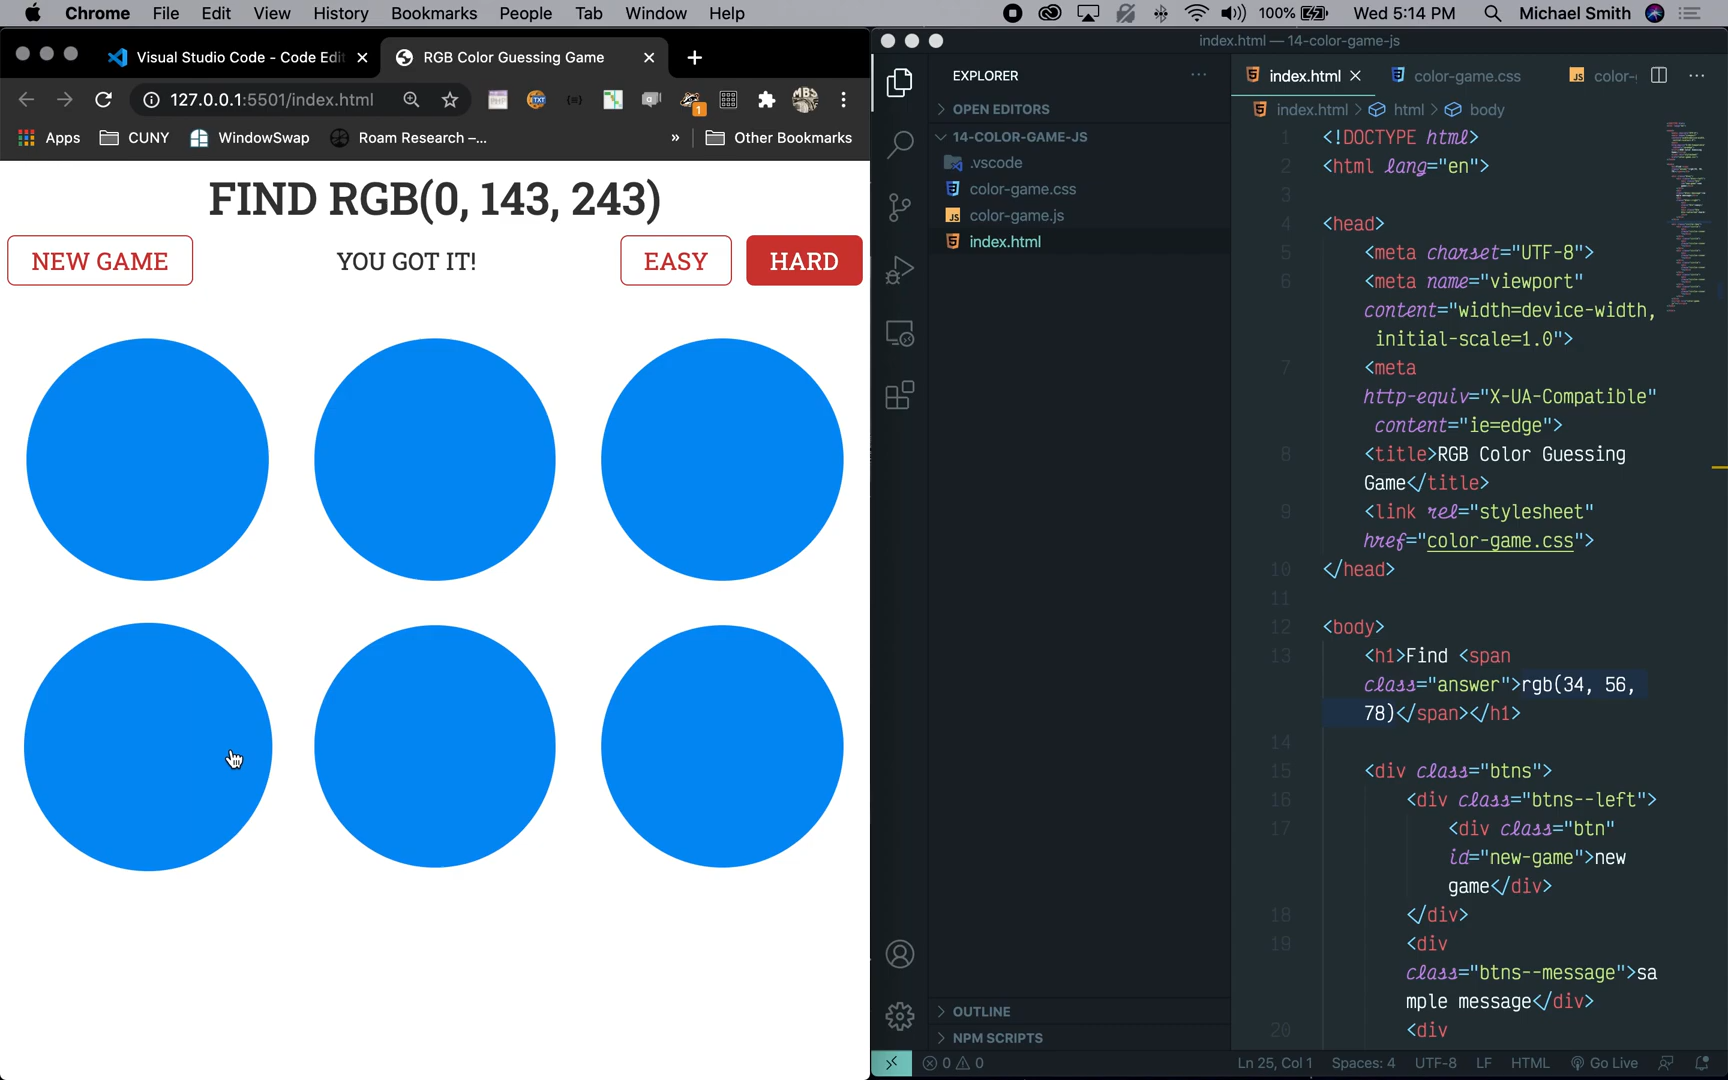 Chrome File Edit View History Bookmarks People Tab Window Help 100% Wed 5:14 PM Michael Smith
Visual Studio Code - Code Edit
RGB Color Guessing Game
127.0.0.1:5501/index.html
1
Apps CUNY WindowSwap Roam Research –... » Other Bookmarks
FIND RGB(0, 143, 243)
NEW GAME YOU GOT IT! EASY HARD
index.html — 14-color-game-js
EXPLORER
OPEN EDITORS
14-COLOR-GAME-JS
.vscode
color-game.css
color-game.js
index.html
OUTLINE
NPM SCRIPTS
index.html color-game.css color-
index.html > html > body
1 <!DOCTYPE html>
2 <html lang="en">
3
4 <head>
5 <meta charset="UTF-8">
6 <meta name="viewport"
content="width=device-width,
initial-scale=1.0">
7 <meta
http-equiv="X-UA-Compatible"
content="ie=edge">
8 <title>RGB Color Guessing
Game</title>
9 <link rel="stylesheet"
href="color-game.css">
10 </head>
11
12 <body>
13 <h1>Find <span
class="answer">rgb(34, 56,
78)</span></h1>
14
15 <div class="btns">
16 <div class="btns--left">
17 <div class="btn"
id="new-game">new
game</div>
18 </div>
19 <div
class="btns--message">sa
mple message</div>
20 <div
0 0 Ln 25, Col 1 Spaces: 4 UTF-8 LF HTML Go Live